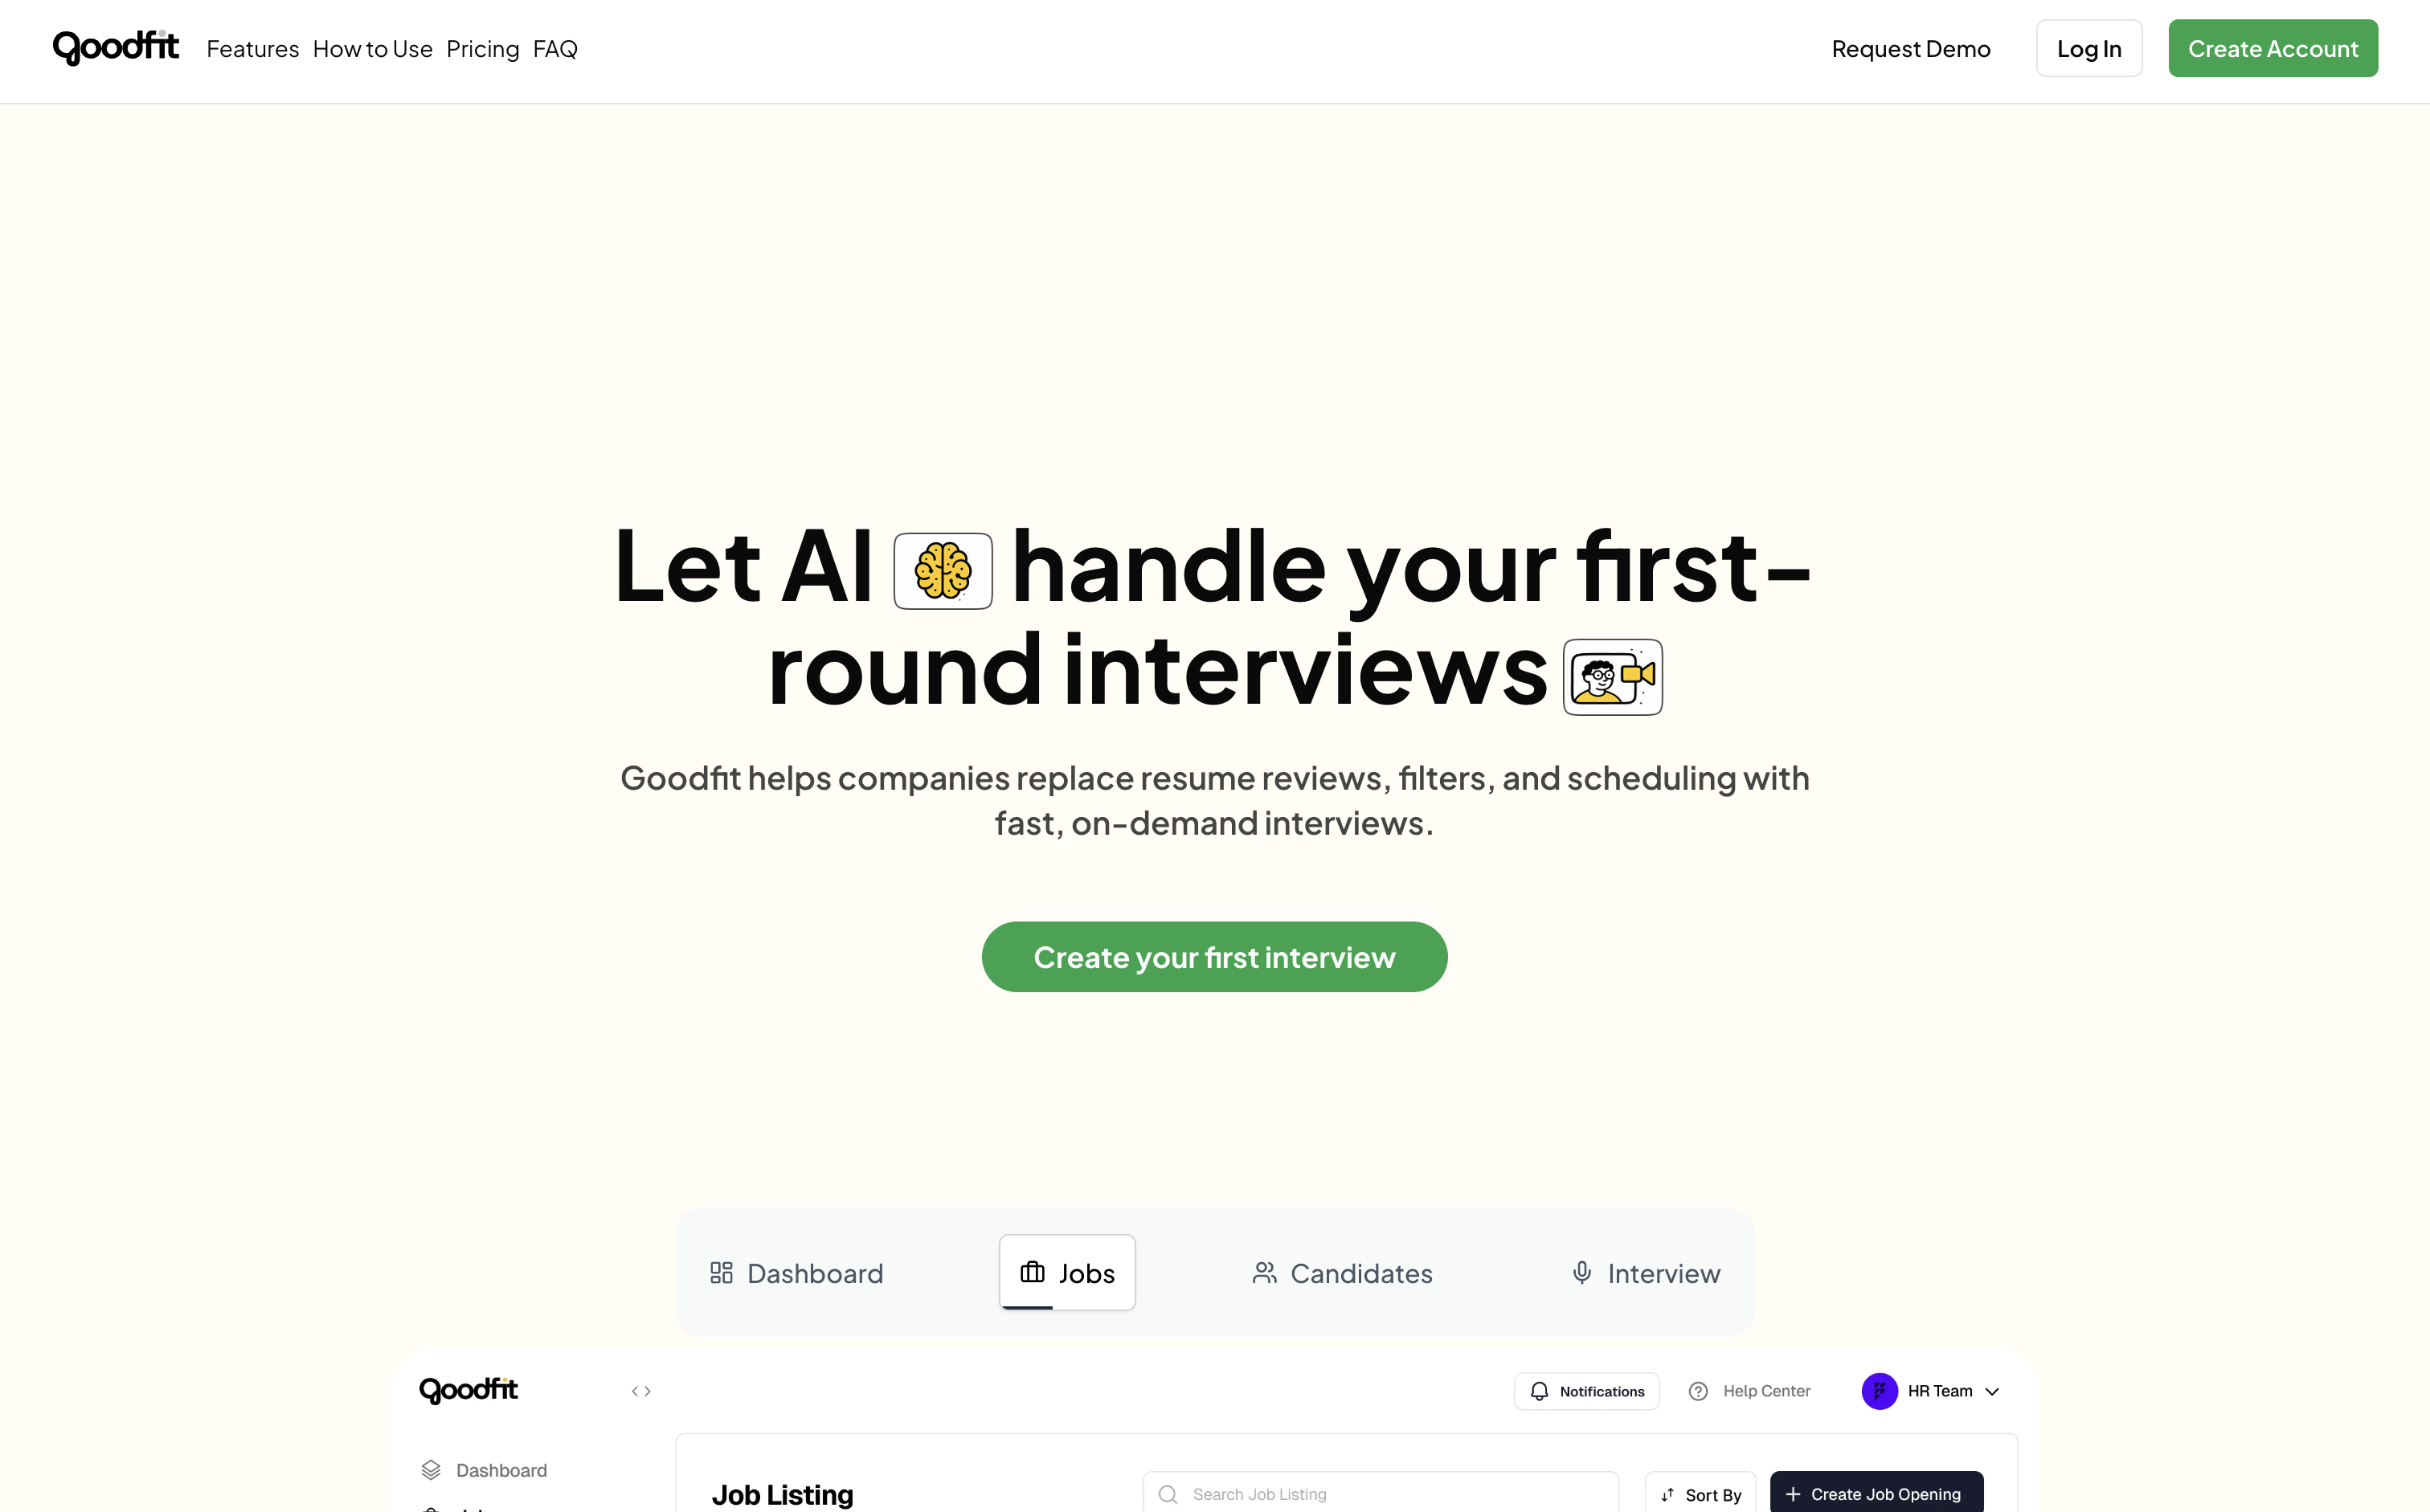 goodfit Features How to Use Pricing FAQ Request Demo Log In Create Account
Let AI handle your first-
round interviews
Goodfit helps companies replace resume reviews, filters, and scheduling with
fast, on-demand interviews.
Create your first interview
Dashboard Jobs Candidates Interview
goodfit Notifications Help Center HR Team
Dashboard
Job Listing Search Job Listing Sort By Create Job Opening